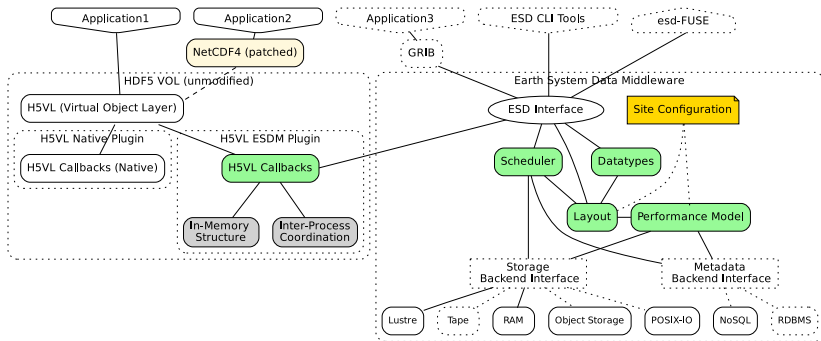 Application1
Application2
Application3
ESD CLI Tools
esd-FUSE
NetCDF4 (patched)
GRIB
HDF5 VOL (unmodified)
Earth System Data Middleware
H5VL (Virtual Object Layer)
ESD Interface
Site Configuration
H5VL Native Plugin
H5VL ESDM Plugin
H5VL Callbacks (Native)
H5VL Callbacks
Scheduler
Datatypes
In-Memory
Structure
Inter-Process
Coordination
Layout
Performance Model
Storage
Backend Interface
Metadata
Backend Interface
Lustre
Tape
RAM
Object Storage
POSIX-IO
NoSQL
RDBMS